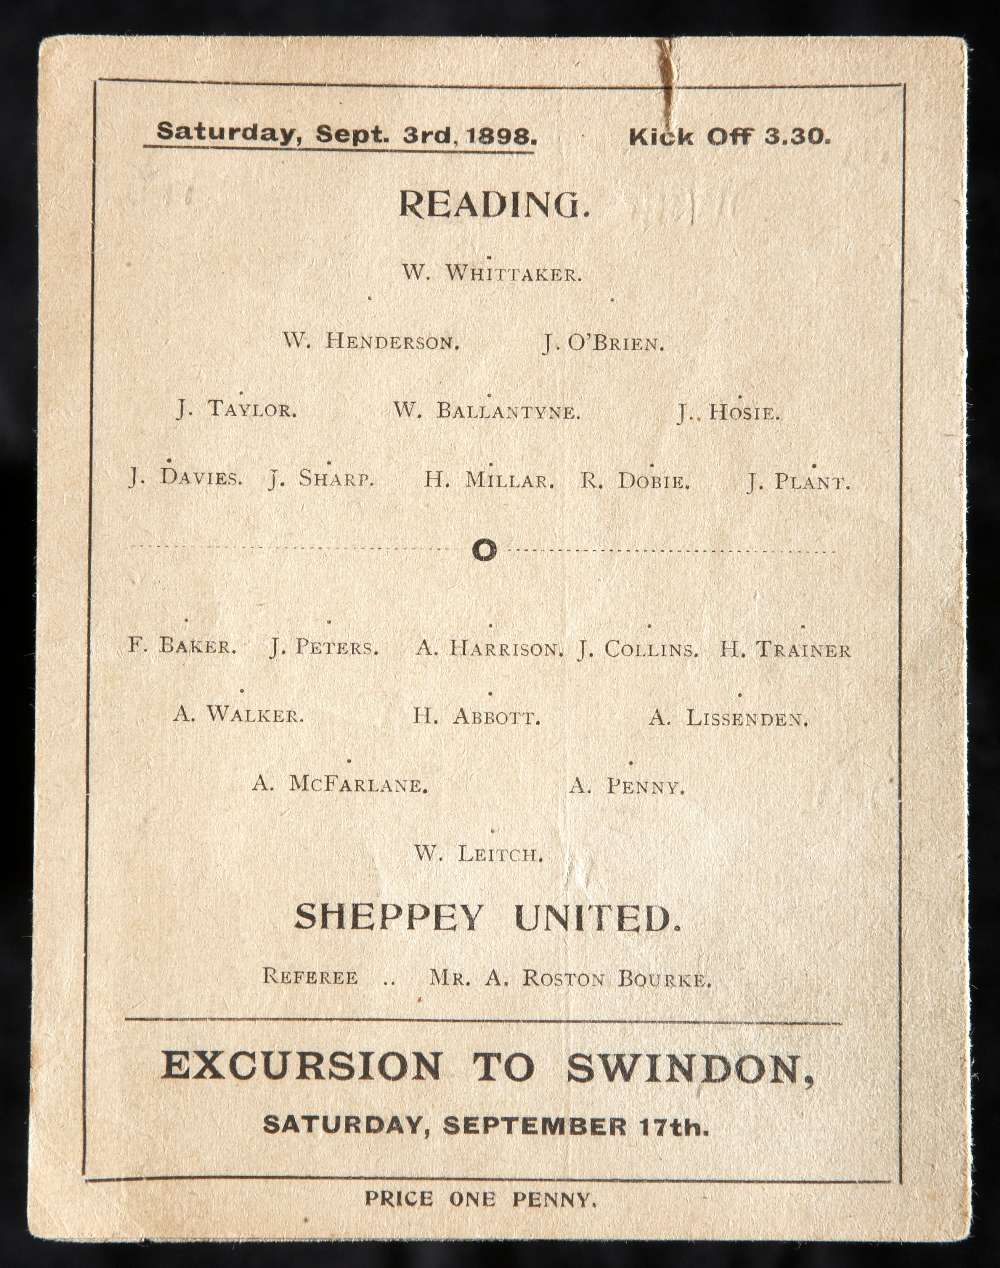 Saturday, Sept. 3rd, 1898. Kick Off 3.30.
READING.
W. WHITTAKER.
W. HENDERSON. J. O'BRIEN.
J. TAYLOR. W. BALLANTYNE. J. HOSIE.
J. DAVIES. J. SHARP. H. MILLAR. R. DOBIE. J. PLANT.
O
F. BAKER. J. PETERS. A. HARRISON. J. COLLINS. H. TRAINER
A. WALKER. H. ABBOTT. A. LISSENDEN.
A. MCFARLANE. A. PENNY.
W. LEITCH.
SHEPPEY UNITED.
REFEREE .. MR. A. ROSTON BOURKE.
EXCURSION TO SWINDON,
SATURDAY, SEPTEMBER 17th.
PRICE ONE PENNY.